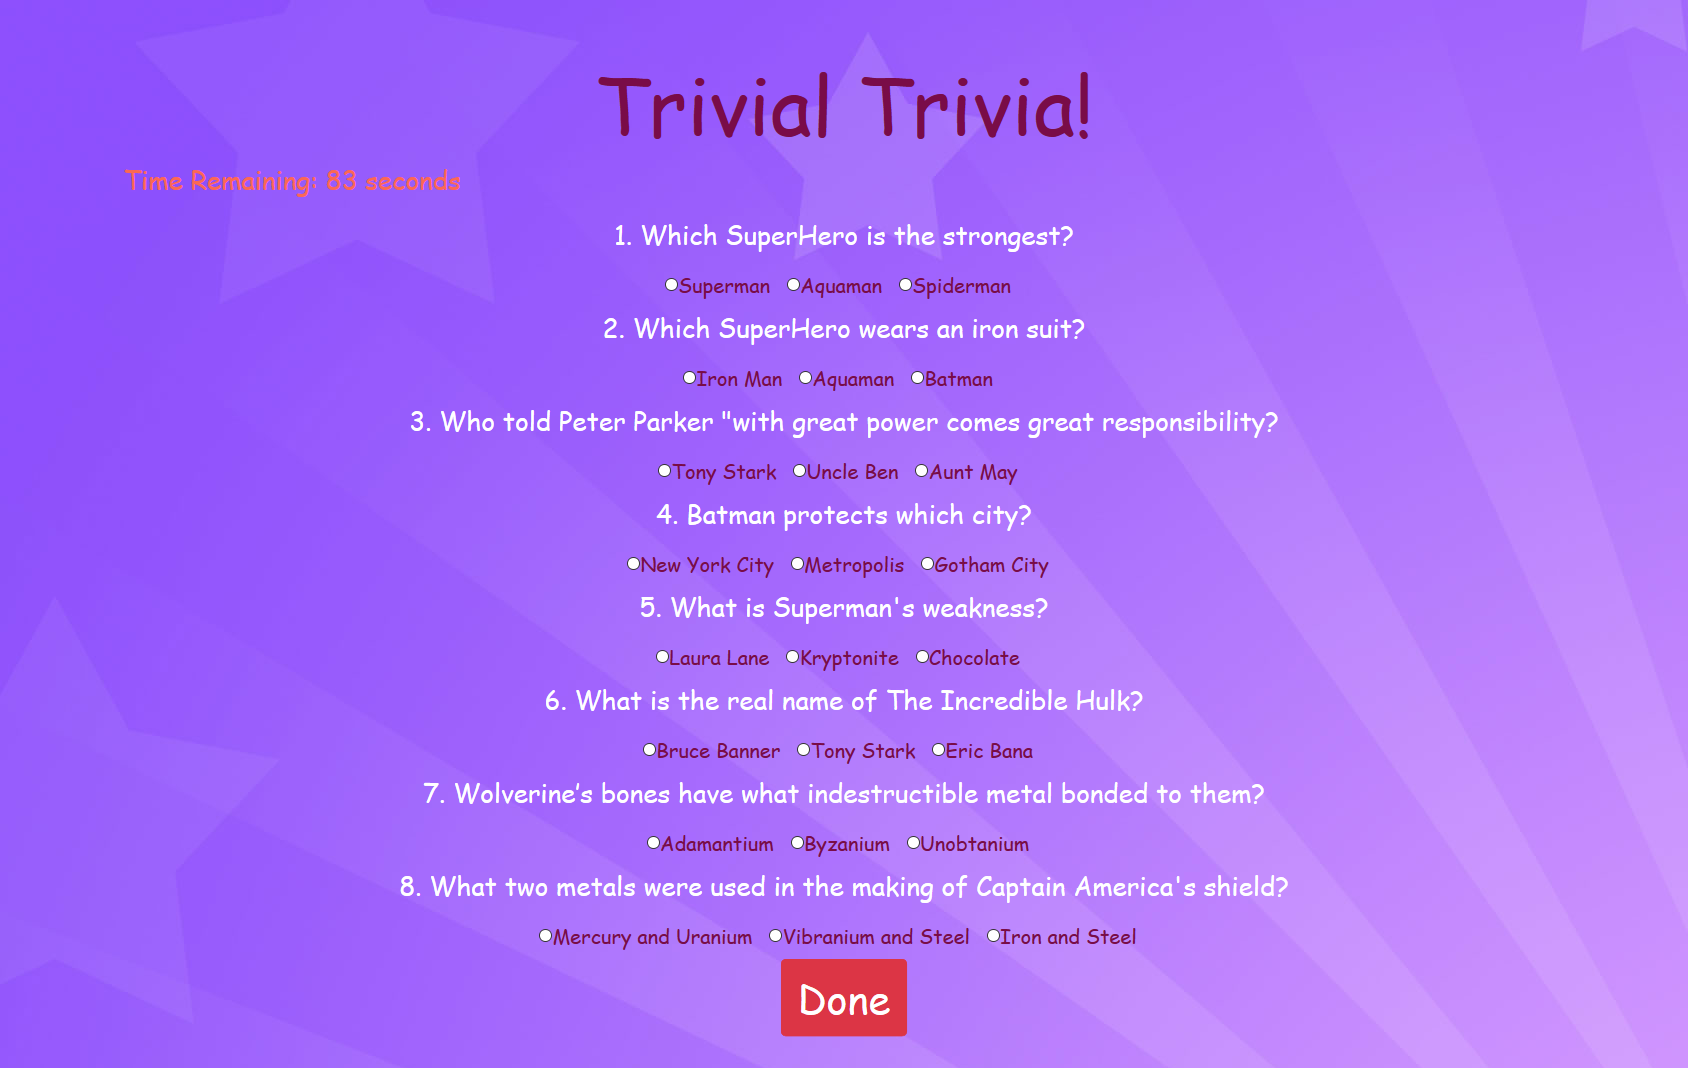 Trivial Trivia!
Time Remaining: 83 seconds
1. Which SuperHero is the strongest?
Superman Aquaman Spiderman
2. Which SuperHero wears an iron suit?
Iron Man Aquaman Batman
3. Who told Peter Parker "with great power comes great responsibility?
Tony Stark Uncle Ben Aunt May
4. Batman protects which city?
New York City Metropolis Gotham City
5. What is Superman's weakness?
Laura Lane Kryptonite Chocolate
6. What is the real name of The Incredible Hulk?
Bruce Banner Tony Stark Eric Bana
7. Wolverine’s bones have what indestructible metal bonded to them?
Adamantium Byzanium Unobtanium
8. What two metals were used in the making of Captain America's shield?
Mercury and Uranium Vibranium and Steel Iron and Steel
Done